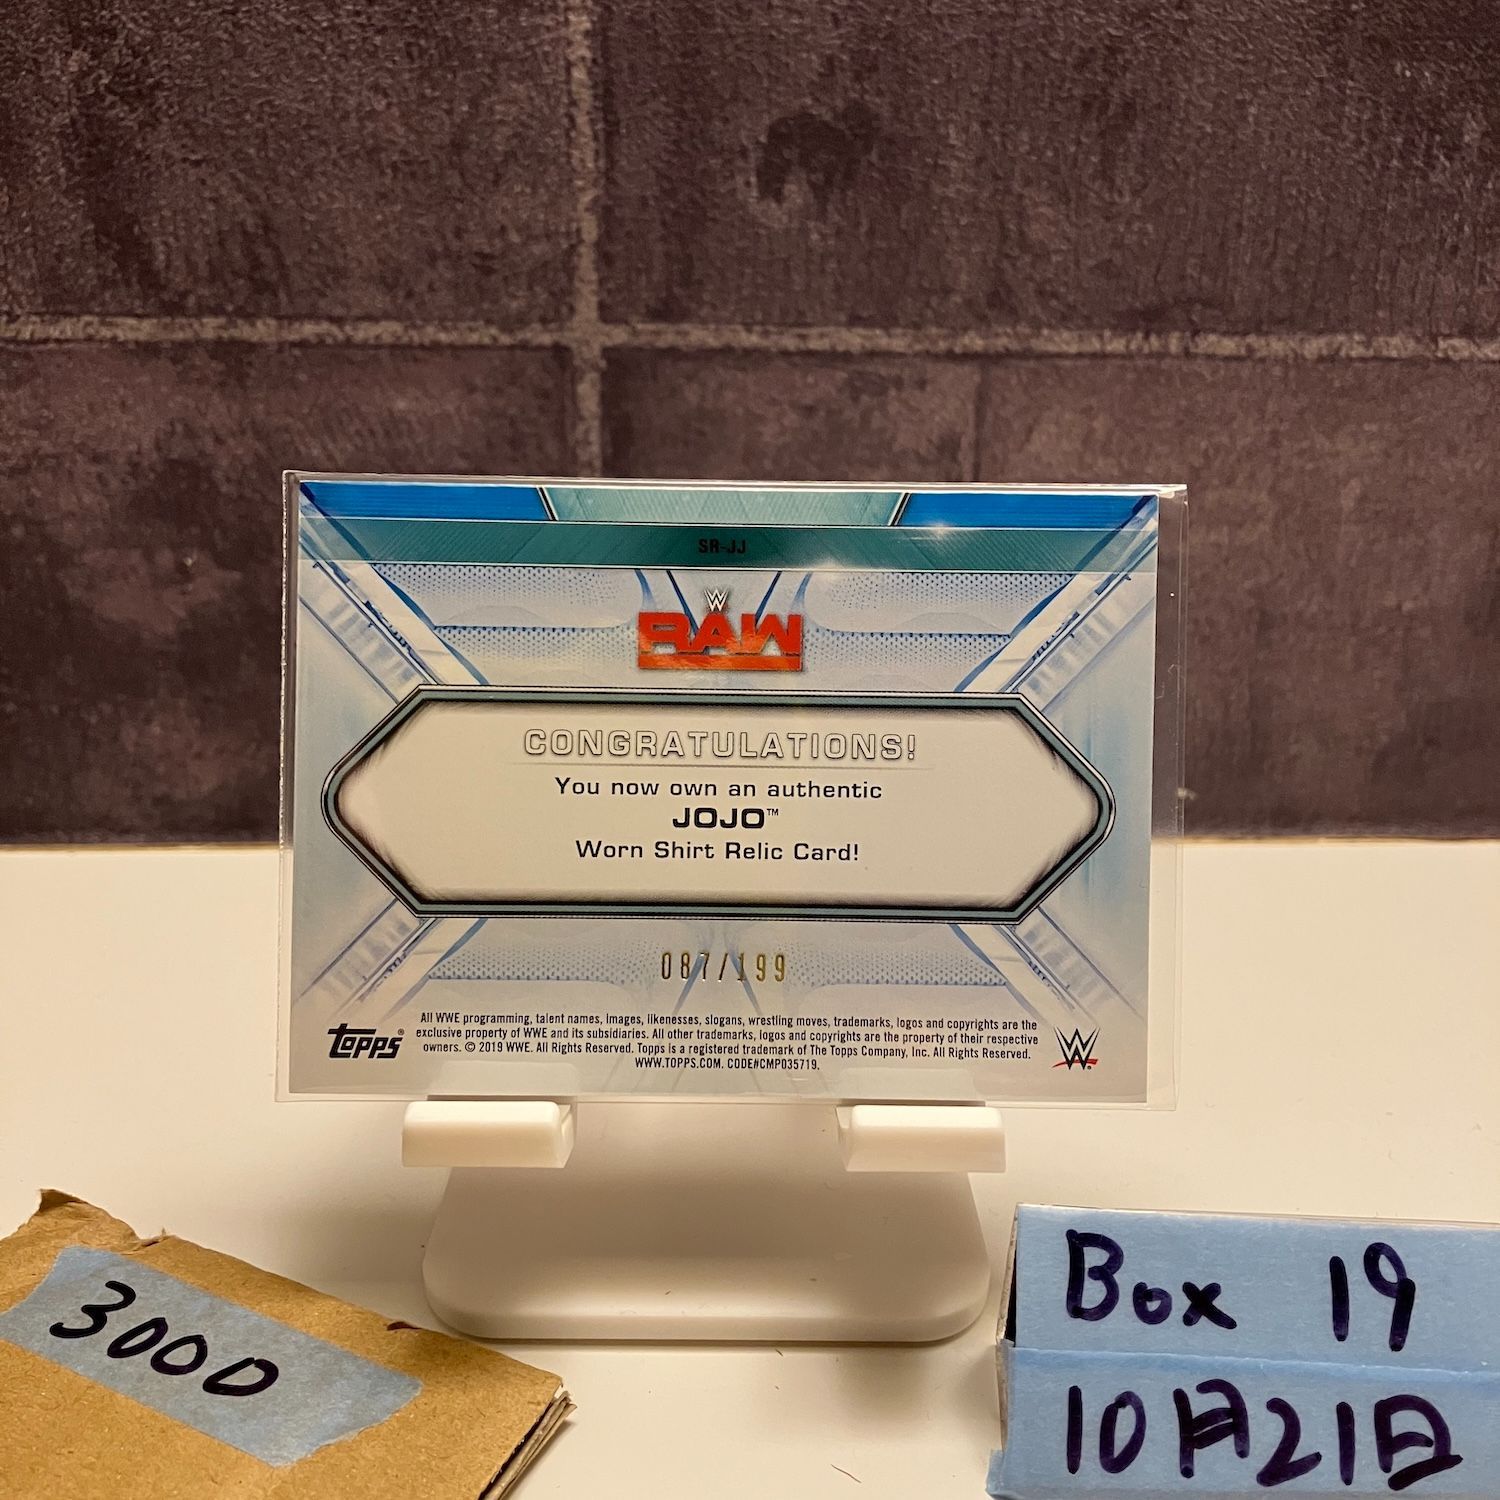 SR-JJ
W
RAW
CONGRATULATIONS!
You now own an authentic
JOJO™
Worn Shirt Relic Card!
087/199
All WWE programming, talent names, images, likenesses, slogans, wrestling moves, trademarks, logos and copyrights are the
exclusive property of WWE and its subsidiaries. All other trademarks, logos and copyrights are the property of their respective
owners. © 2019 WWE. All Rights Reserved. Topps is a registered trademark of The Topps Company, Inc. All Rights Reserved.
WWW.TOPPS.COM. CODE#CMP035719.
topps®
W
3000
Box 19
10月21日